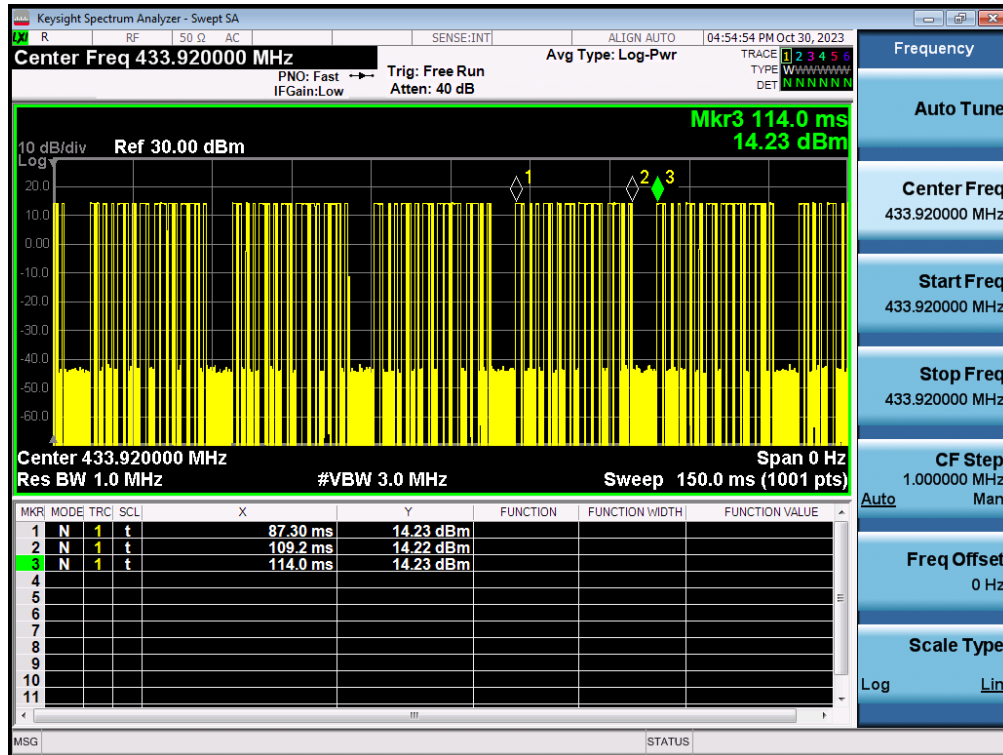 Keysight Spectrum Analyzer - Swept SA
LXI R RF 50 Ω AC SENSE:INT ALIGN AUTO 04:54:54 PM Oct 30, 2023
Center Freq 433.920000 MHz
PNO: Fast
IFGain:Low
Trig: Free Run
Atten: 40 dB
Avg Type: Log-Pwr
TRACE 1 2 3 4 5 6
TYPE WWWWWW
DET N N N N N N
Mkr3 114.0 ms
14.23 dBm
10 dB/div Ref 30.00 dBm
Log
20.0
10.0
0.00
-10.0
-20.0
-30.0
-40.0
-50.0
-60.0
1 2 3
Center 433.920000 MHz Span 0 Hz
Res BW 1.0 MHz #VBW 3.0 MHz Sweep 150.0 ms (1001 pts)
MKR MODE TRC SCL X Y FUNCTION FUNCTION WIDTH FUNCTION VALUE
1 N 1 t 87.30 ms 14.23 dBm
2 N 1 t 109.2 ms 14.22 dBm
3 N 1 t 114.0 ms 14.23 dBm
4
5
6
7
8
9
10
11
MSG STATUS
Frequency
Auto Tune
Center Freq
433.920000 MHz
Start Freq
433.920000 MHz
Stop Freq
433.920000 MHz
CF Step
1.000000 MHz
Auto Man
Freq Offset
0 Hz
Scale Type
Log Lin